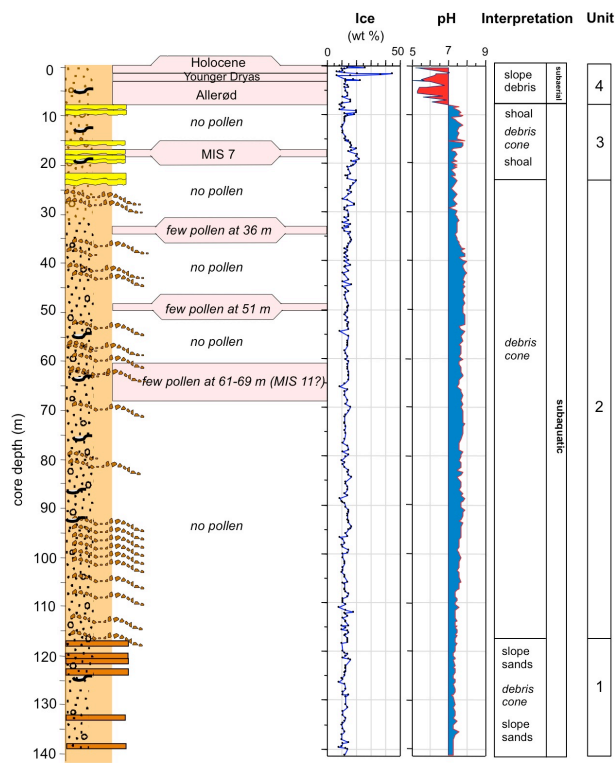 Ice pH Interpretation Unit
(wt %)
0 50 5 7 9
0
10
20
30
40
50
60
70
80
90
100
110
120
130
140
core depth (m)
Holocene
Younger Dryas
Allerød
no pollen
MIS 7
no pollen
few pollen at 36 m
no pollen
few pollen at 51 m
no pollen
few pollen at 61-69 m (MIS 11?)
no pollen
slope
debris
subaerial
shoal
debris
cone
shoal
debris
cone
subaquatic
slope
sands
debris
cone
slope
sands
4
3
2
1